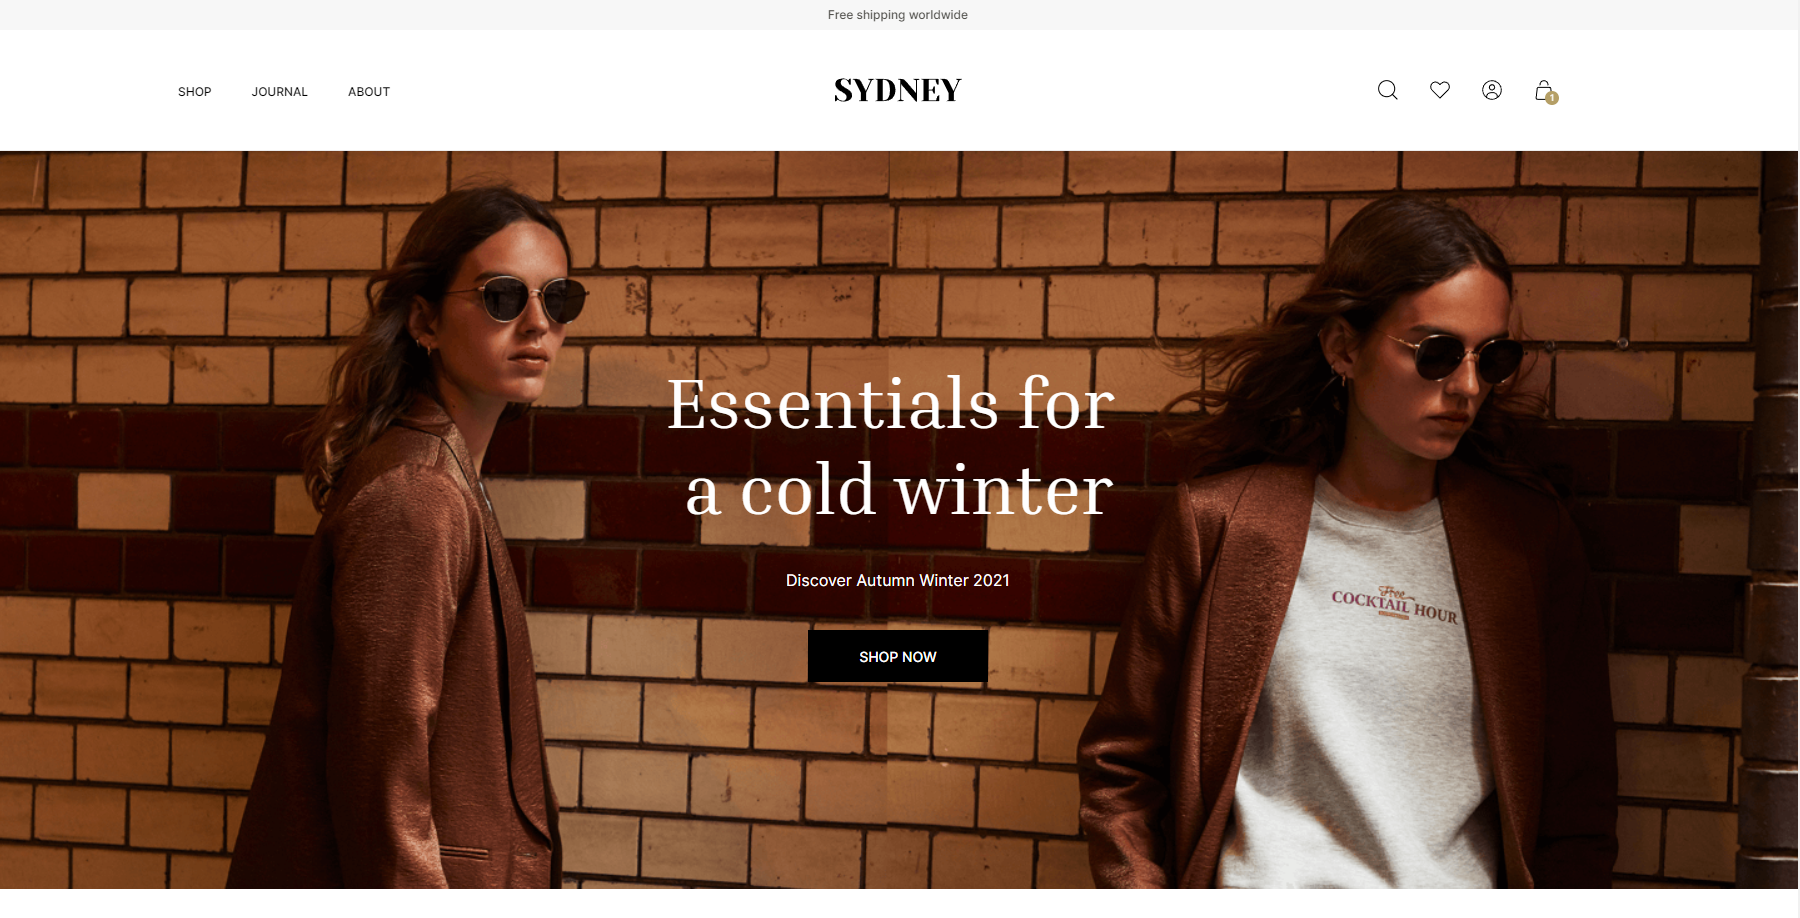 Free shipping worldwide
SHOP JOURNAL ABOUT
SYDNEY
1
Essentials for
a cold winter
Discover Autumn Winter 2021
SHOP NOW
Free
COCKTAIL HOUR